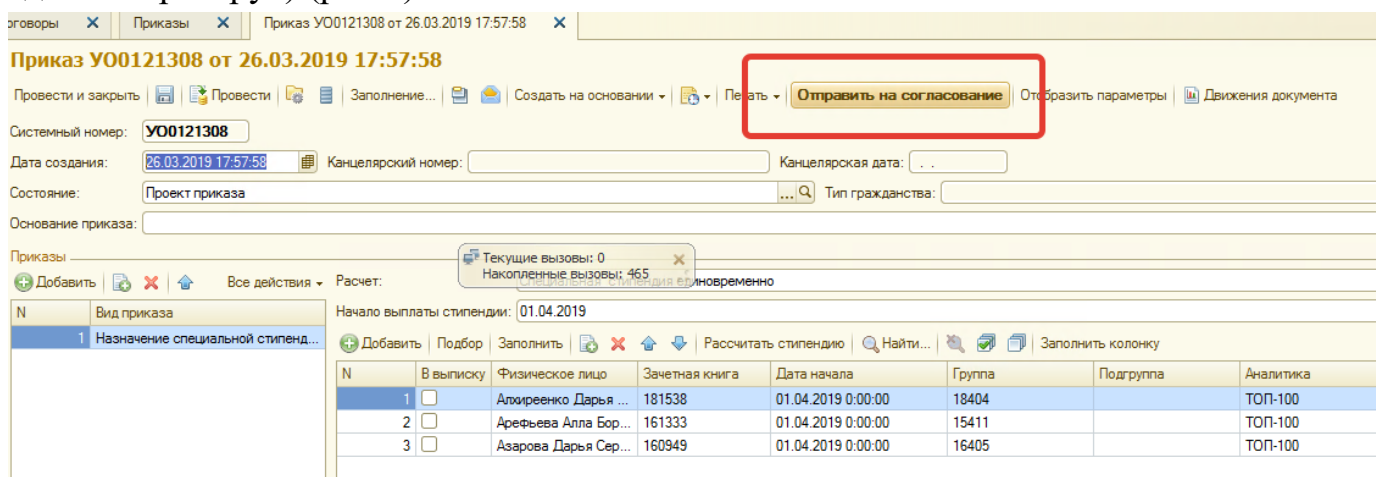 оговоры Приказы Приказ УО0121308 от 26.03.2019 17:57:58
Приказ УО0121308 от 26.03.2019 17:57:58
Провести и закрыть Провести Заполнение... Создать на основании Печать Отправить на согласование Отобразить параметры Движения документа
Системный номер: УО0121308
Дата создания: 26.03.2019 17:57:58 Канцелярский номер: Канцелярская дата: . .
Состояние: Проект приказа ... Тип гражданства:
Основание приказа:
Приказы
Текущие вызовы: 0
Накопленные вызовы: 465
Добавить Все действия Расчет: Специальная стипендия единовременно
N Вид приказа
1 Назначение специальной стипенд...
Начало выплаты стипендии: 01.04.2019
Добавить Подбор Заполнить Рассчитать стипендию Найти... Заполнить колонку
N В выписку Физическое лицо Зачетная книга Дата начала Группа Подгруппа Аналитика
1 Алхиреенко Дарья ... 181538 01.04.2019 0:00:00 18404 ТОП-100
2 Арефьева Алла Бор... 161333 01.04.2019 0:00:00 15411 ТОП-100
3 Азарова Дарья Сер... 160949 01.04.2019 0:00:00 16405 ТОП-100